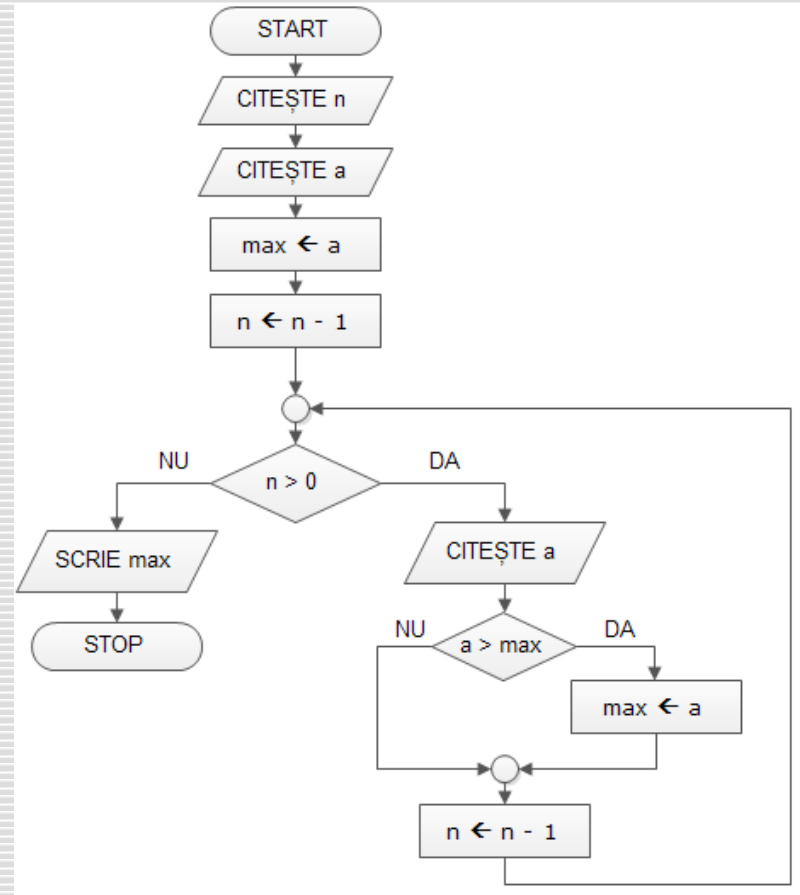 START
CITEȘTE n
CITEȘTE a
max ← a
n ← n - 1
NU
DA
n > 0
SCRIE max
STOP
CITEȘTE a
NU
DA
a > max
max ← a
n ← n - 1